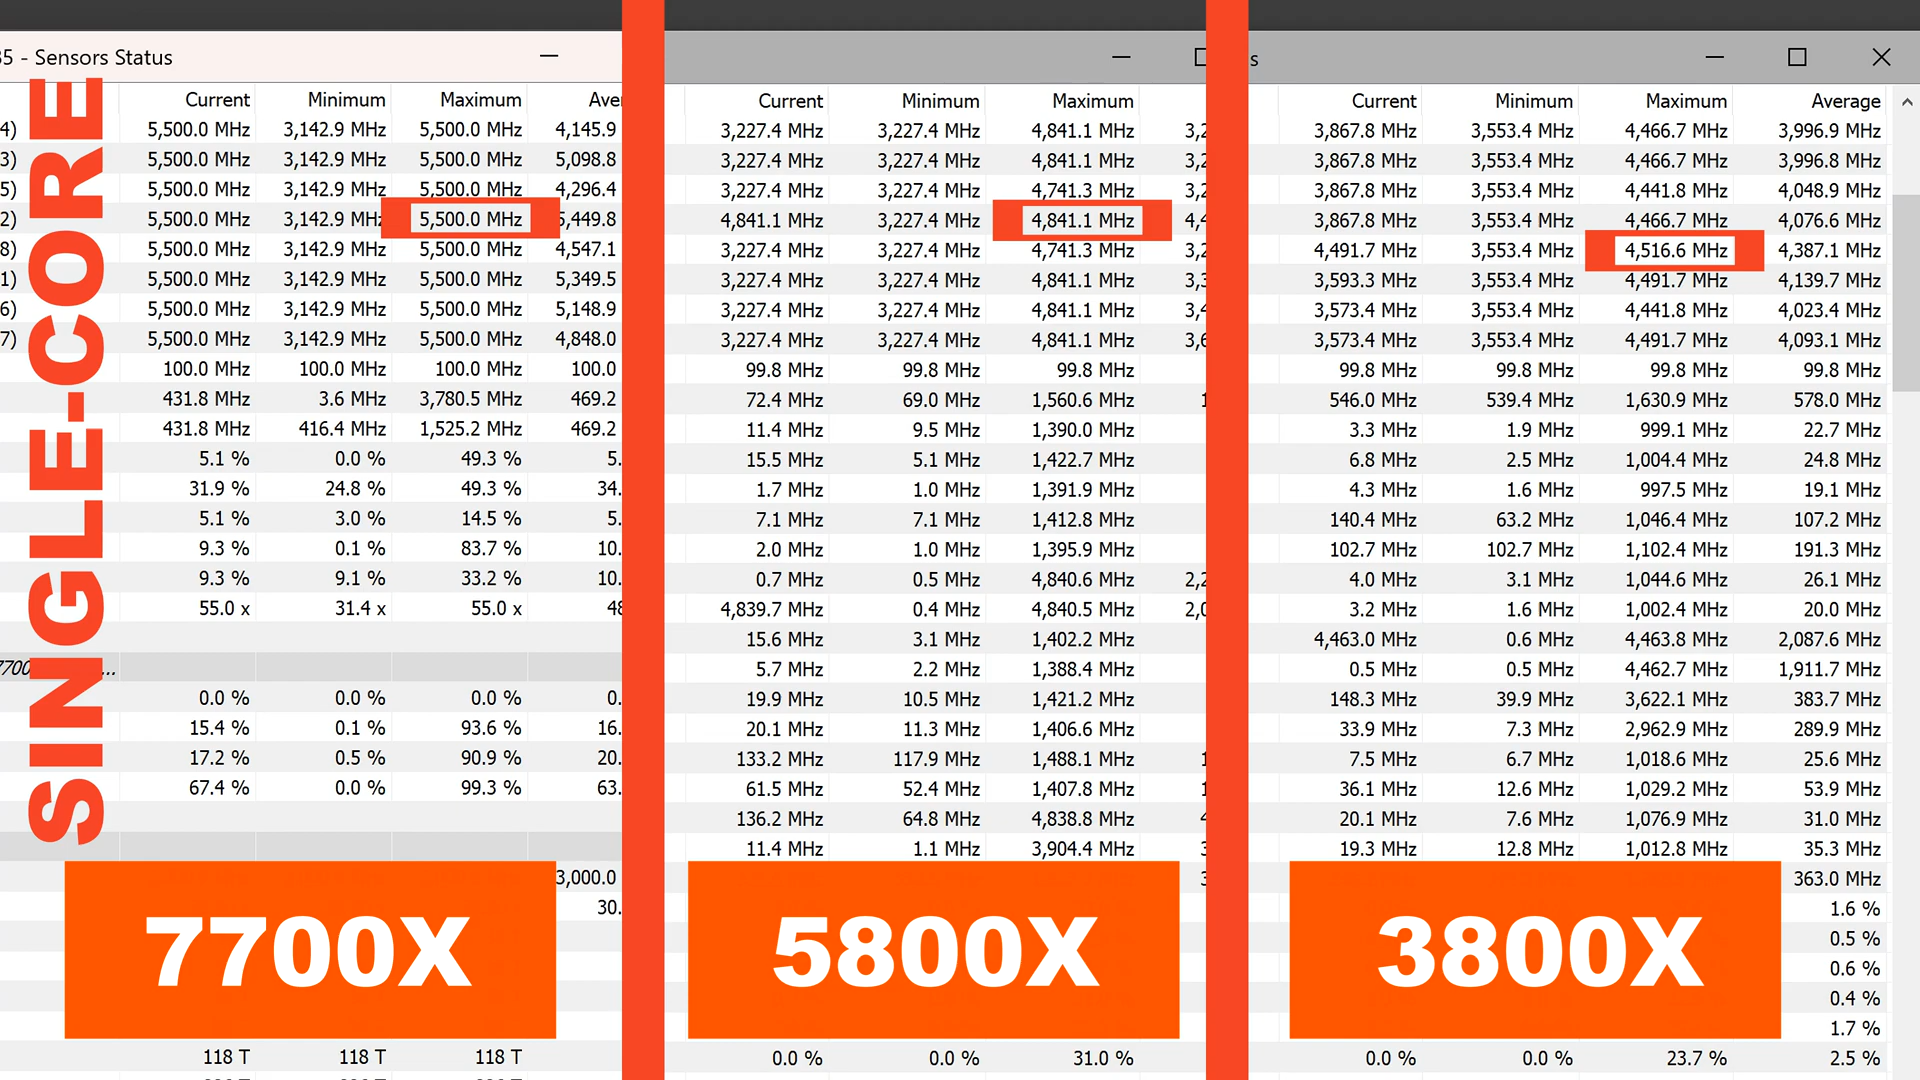 35 - Sensors Status
s
SINGLE-CORE
Current Minimum Maximum Ave
4) 5,500.0 MHz 3,142.9 MHz 5,500.0 MHz 4,145.9
3) 5,500.0 MHz 3,142.9 MHz 5,500.0 MHz 5,098.8
5) 5,500.0 MHz 3,142.9 MHz 5,500.0 MHz 4,296.4
2) 5,500.0 MHz 3,142.9 MHz 5,500.0 MHz 5,449.8
8) 5,500.0 MHz 3,142.9 MHz 5,500.0 MHz 4,547.1
1) 5,500.0 MHz 3,142.9 MHz 5,500.0 MHz 5,349.5
6) 5,500.0 MHz 3,142.9 MHz 5,500.0 MHz 5,148.9
7) 5,500.0 MHz 3,142.9 MHz 5,500.0 MHz 4,848.0
100.0 MHz 100.0 MHz 100.0 MHz 100.0
431.8 MHz 3.6 MHz 3,780.5 MHz 469.2
431.8 MHz 416.4 MHz 1,525.2 MHz 469.2
5.1 % 0.0 % 49.3 % 5.
31.9 % 24.8 % 49.3 % 34.
5.1 % 3.0 % 14.5 % 5.
9.3 % 0.1 % 83.7 % 10.
9.3 % 9.1 % 33.2 % 10.
55.0 x 31.4 x 55.0 x 48
7700 ...
0.0 % 0.0 % 0.0 % 0.
15.4 % 0.1 % 93.6 % 16.
17.2 % 0.5 % 90.9 % 20.
67.4 % 0.0 % 99.3 % 63.
3,000.0
30.
7700X
118 T 118 T 118 T
Current Minimum Maximum
3,227.4 MHz 3,227.4 MHz 4,841.1 MHz 3,2
3,227.4 MHz 3,227.4 MHz 4,841.1 MHz 3,2
3,227.4 MHz 3,227.4 MHz 4,741.3 MHz 3,2
4,841.1 MHz 3,227.4 MHz 4,841.1 MHz 4,4
3,227.4 MHz 3,227.4 MHz 4,741.3 MHz 3,2
3,227.4 MHz 3,227.4 MHz 4,841.1 MHz 3,3
3,227.4 MHz 3,227.4 MHz 4,841.1 MHz 3,4
3,227.4 MHz 3,227.4 MHz 4,841.1 MHz 3,6
99.8 MHz 99.8 MHz 99.8 MHz
72.4 MHz 69.0 MHz 1,560.6 MHz 1
11.4 MHz 9.5 MHz 1,390.0 MHz
15.5 MHz 5.1 MHz 1,422.7 MHz
1.7 MHz 1.0 MHz 1,391.9 MHz
7.1 MHz 7.1 MHz 1,412.8 MHz
2.0 MHz 1.0 MHz 1,395.9 MHz
0.7 MHz 0.5 MHz 4,840.6 MHz 2,2
4,839.7 MHz 0.4 MHz 4,840.5 MHz 2,0
15.6 MHz 3.1 MHz 1,402.2 MHz
5.7 MHz 2.2 MHz 1,388.4 MHz
19.9 MHz 10.5 MHz 1,421.2 MHz
20.1 MHz 11.3 MHz 1,406.6 MHz
133.2 MHz 117.9 MHz 1,488.1 MHz 1
61.5 MHz 52.4 MHz 1,407.8 MHz 1
136.2 MHz 64.8 MHz 4,838.8 MHz 4
11.4 MHz 1.1 MHz 3,904.4 MHz 3
3
5800X
0.0 % 0.0 % 31.0 %
Current Minimum Maximum Average
3,867.8 MHz 3,553.4 MHz 4,466.7 MHz 3,996.9 MHz
3,867.8 MHz 3,553.4 MHz 4,466.7 MHz 3,996.8 MHz
3,867.8 MHz 3,553.4 MHz 4,441.8 MHz 4,048.9 MHz
3,867.8 MHz 3,553.4 MHz 4,466.7 MHz 4,076.6 MHz
4,491.7 MHz 3,553.4 MHz 4,516.6 MHz 4,387.1 MHz
3,593.3 MHz 3,553.4 MHz 4,491.7 MHz 4,139.7 MHz
3,573.4 MHz 3,553.4 MHz 4,441.8 MHz 4,023.4 MHz
3,573.4 MHz 3,553.4 MHz 4,491.7 MHz 4,093.1 MHz
99.8 MHz 99.8 MHz 99.8 MHz 99.8 MHz
546.0 MHz 539.4 MHz 1,630.9 MHz 578.0 MHz
3.3 MHz 1.9 MHz 999.1 MHz 22.7 MHz
6.8 MHz 2.5 MHz 1,004.4 MHz 24.8 MHz
4.3 MHz 1.6 MHz 997.5 MHz 19.1 MHz
140.4 MHz 63.2 MHz 1,046.4 MHz 107.2 MHz
102.7 MHz 102.7 MHz 1,102.4 MHz 191.3 MHz
4.0 MHz 3.1 MHz 1,044.6 MHz 26.1 MHz
3.2 MHz 1.6 MHz 1,002.4 MHz 20.0 MHz
4,463.0 MHz 0.6 MHz 4,463.8 MHz 2,087.6 MHz
0.5 MHz 0.5 MHz 4,462.7 MHz 1,911.7 MHz
148.3 MHz 39.9 MHz 3,622.1 MHz 383.7 MHz
33.9 MHz 7.3 MHz 2,962.9 MHz 289.9 MHz
7.5 MHz 6.7 MHz 1,018.6 MHz 25.6 MHz
36.1 MHz 12.6 MHz 1,029.2 MHz 53.9 MHz
20.1 MHz 7.6 MHz 1,076.9 MHz 31.0 MHz
19.3 MHz 12.8 MHz 1,012.8 MHz 35.3 MHz
363.0 MHz
1.6 %
0.5 %
0.6 %
0.4 %
1.7 %
3800X
0.0 % 0.0 % 23.7 % 2.5 %